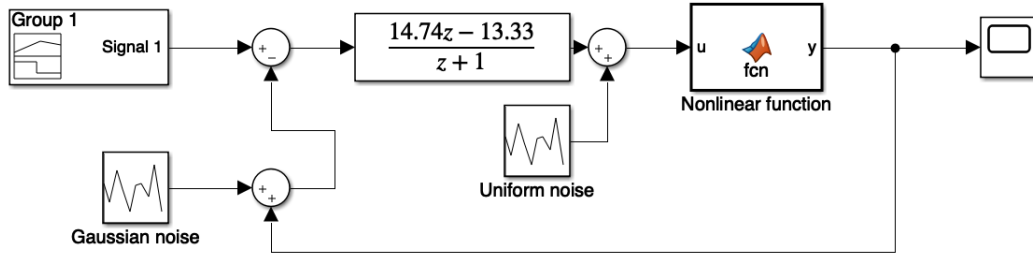 Group 1
Signal 1
+
−
14.74z − 13.33
z + 1
+
+
u
fcn
y
Nonlinear function
Uniform noise
+
+
Gaussian noise